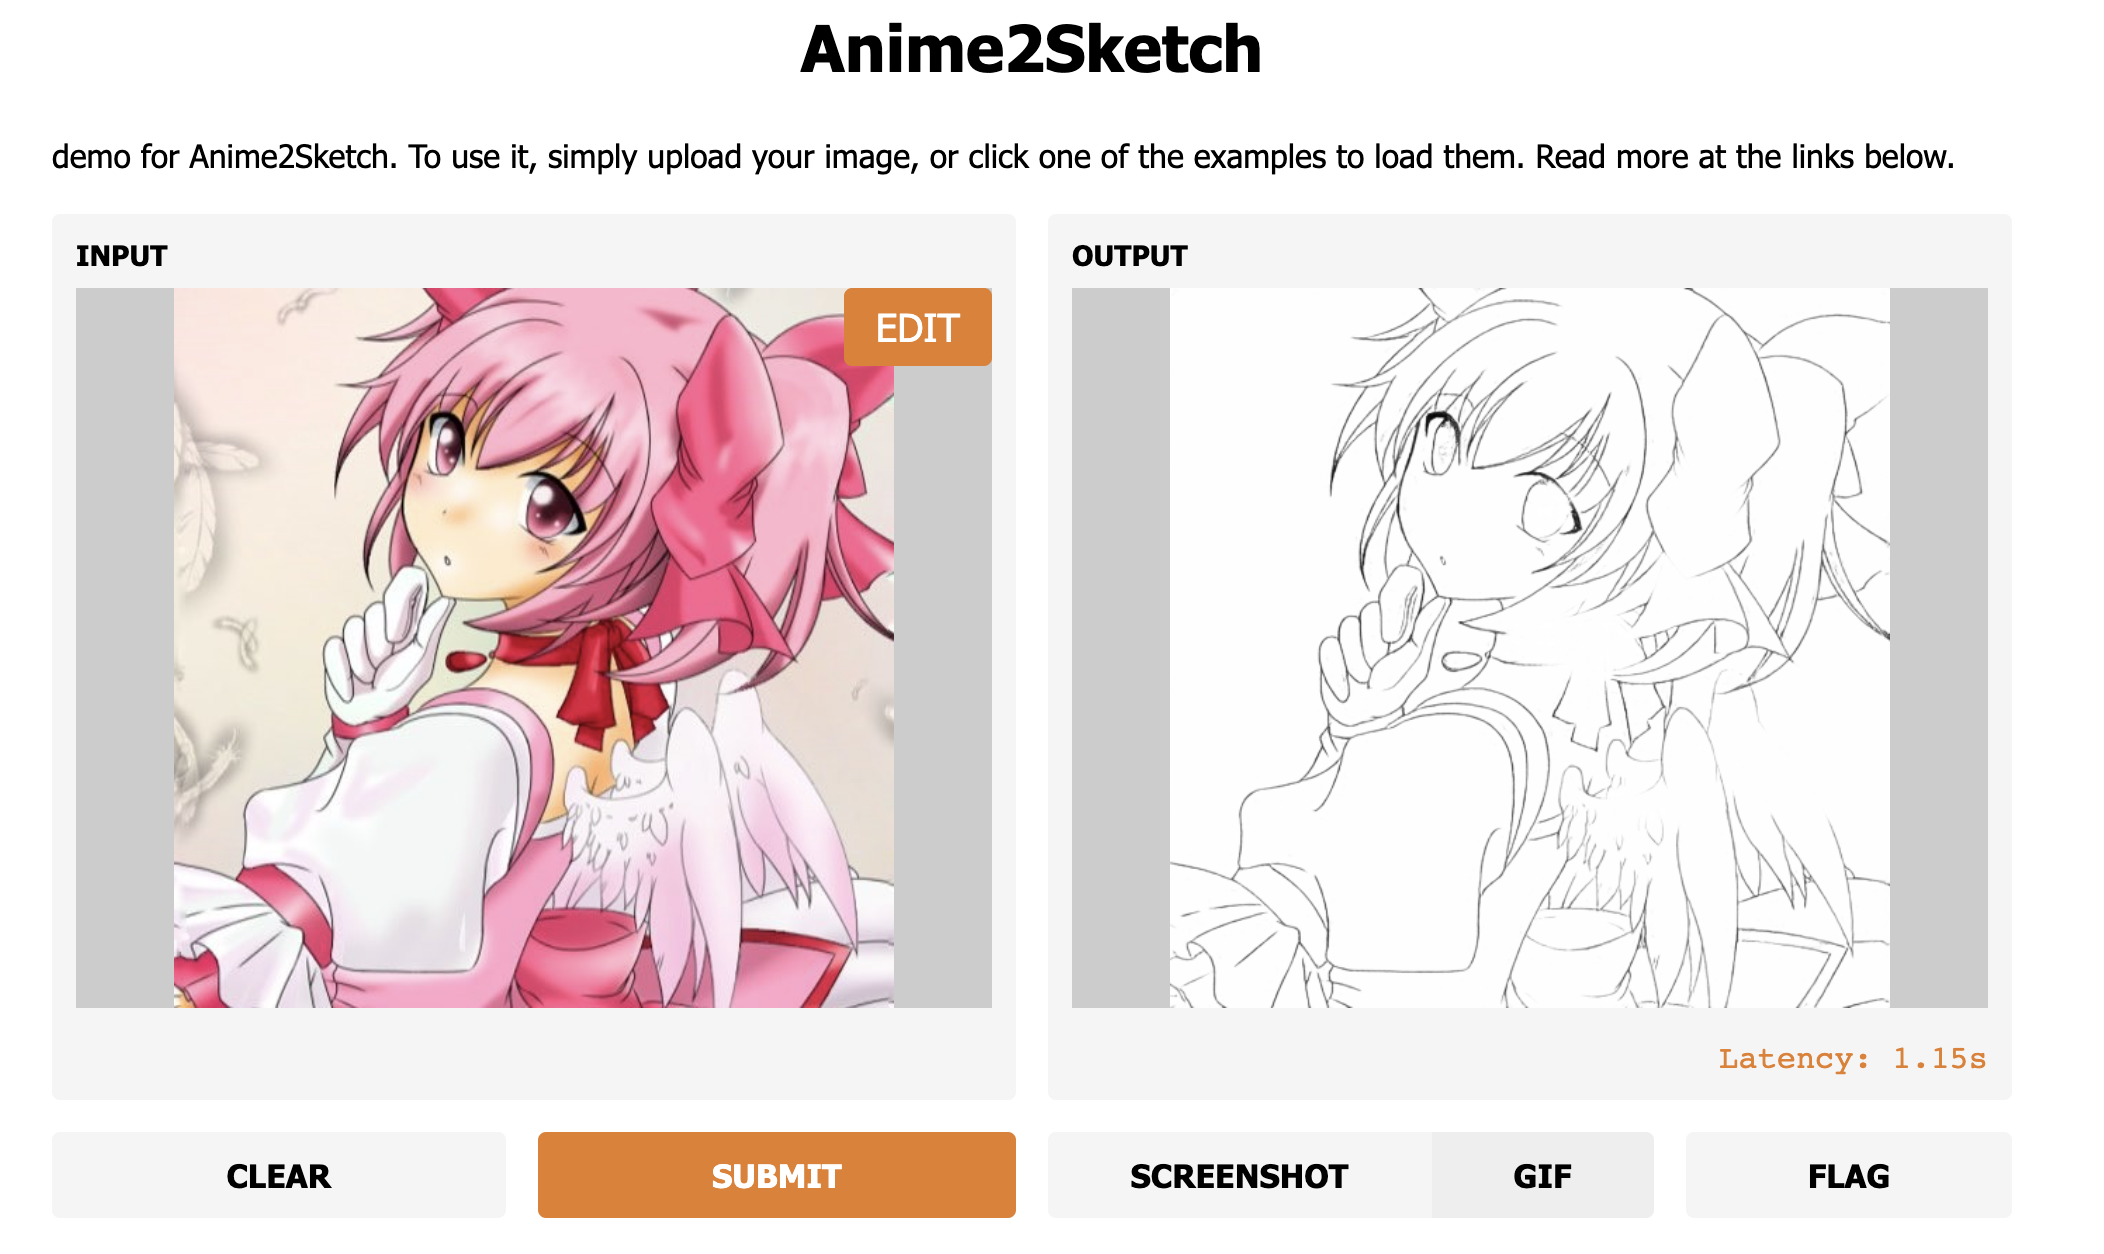 Anime2Sketch
demo for Anime2Sketch. To use it, simply upload your image, or click one of the examples to load them. Read more at the links below.
INPUT
EDIT
OUTPUT
Latency: 1.15s
CLEAR
SUBMIT
SCREENSHOT
GIF
FLAG